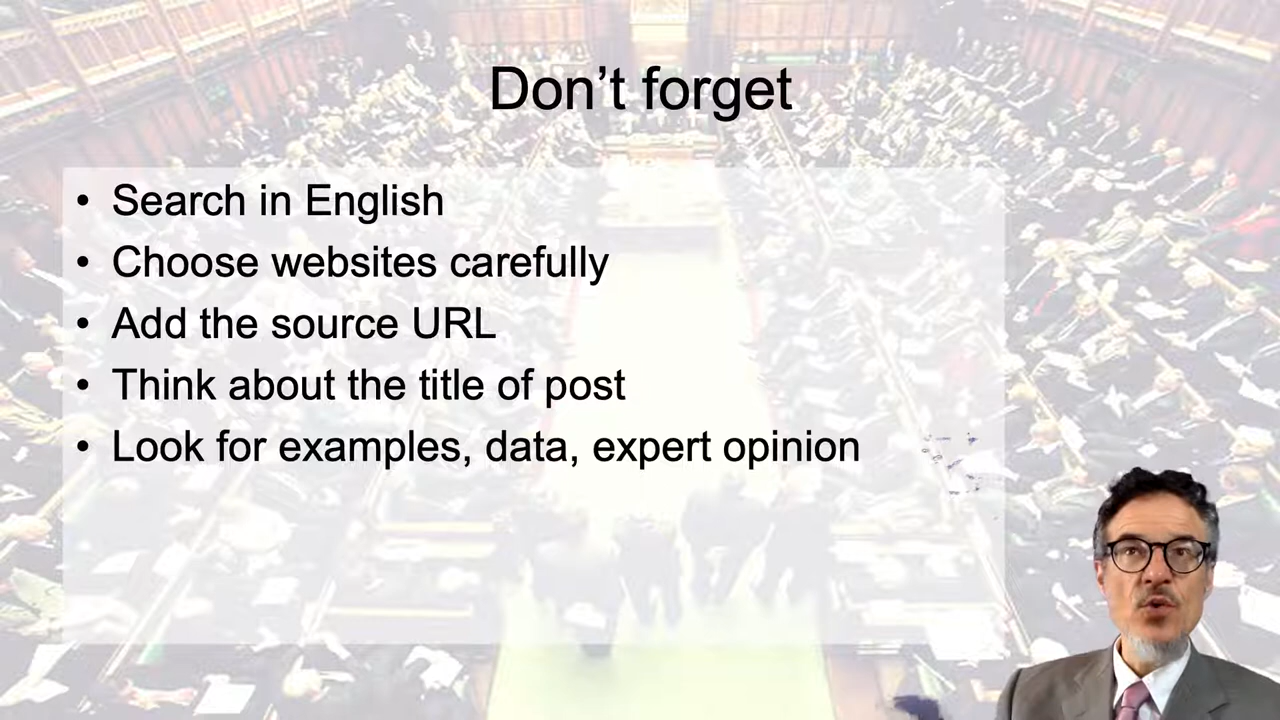 Don't forget
• Search in English
• Choose websites carefully
• Add the source URL
• Think about the title of post
• Look for examples, data, expert opinion